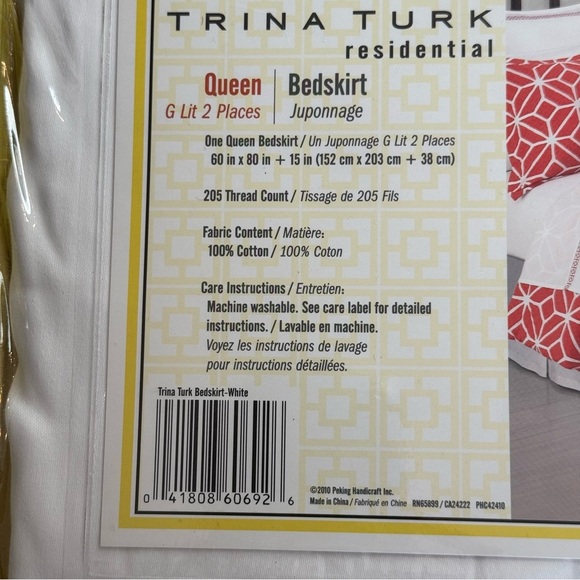 TRINA TURK
residential
Queen | Bedskirt
G Lit 2 Places | Juponnage
One Queen Bedskirt / Un Juponnage G Lit 2 Places
60 in x 80 in + 15 in (152 cm x 203 cm + 38 cm)
205 Thread Count / Tissage de 205 Fils
Fabric Content / Matière:
100% Cotton / 100% Coton
Care Instructions / Entretien:
Machine washable. See care label for detailed
instructions. / Lavable en machine.
Voyez les instructions de lavage
pour instructions détaillées.
Trina Turk Bedskirt-White
0 41808 60692 6
©2010 Peking Handicraft Inc.
Made in China / Fabriqué en Chine RN65899 / CA24222 PHC42410